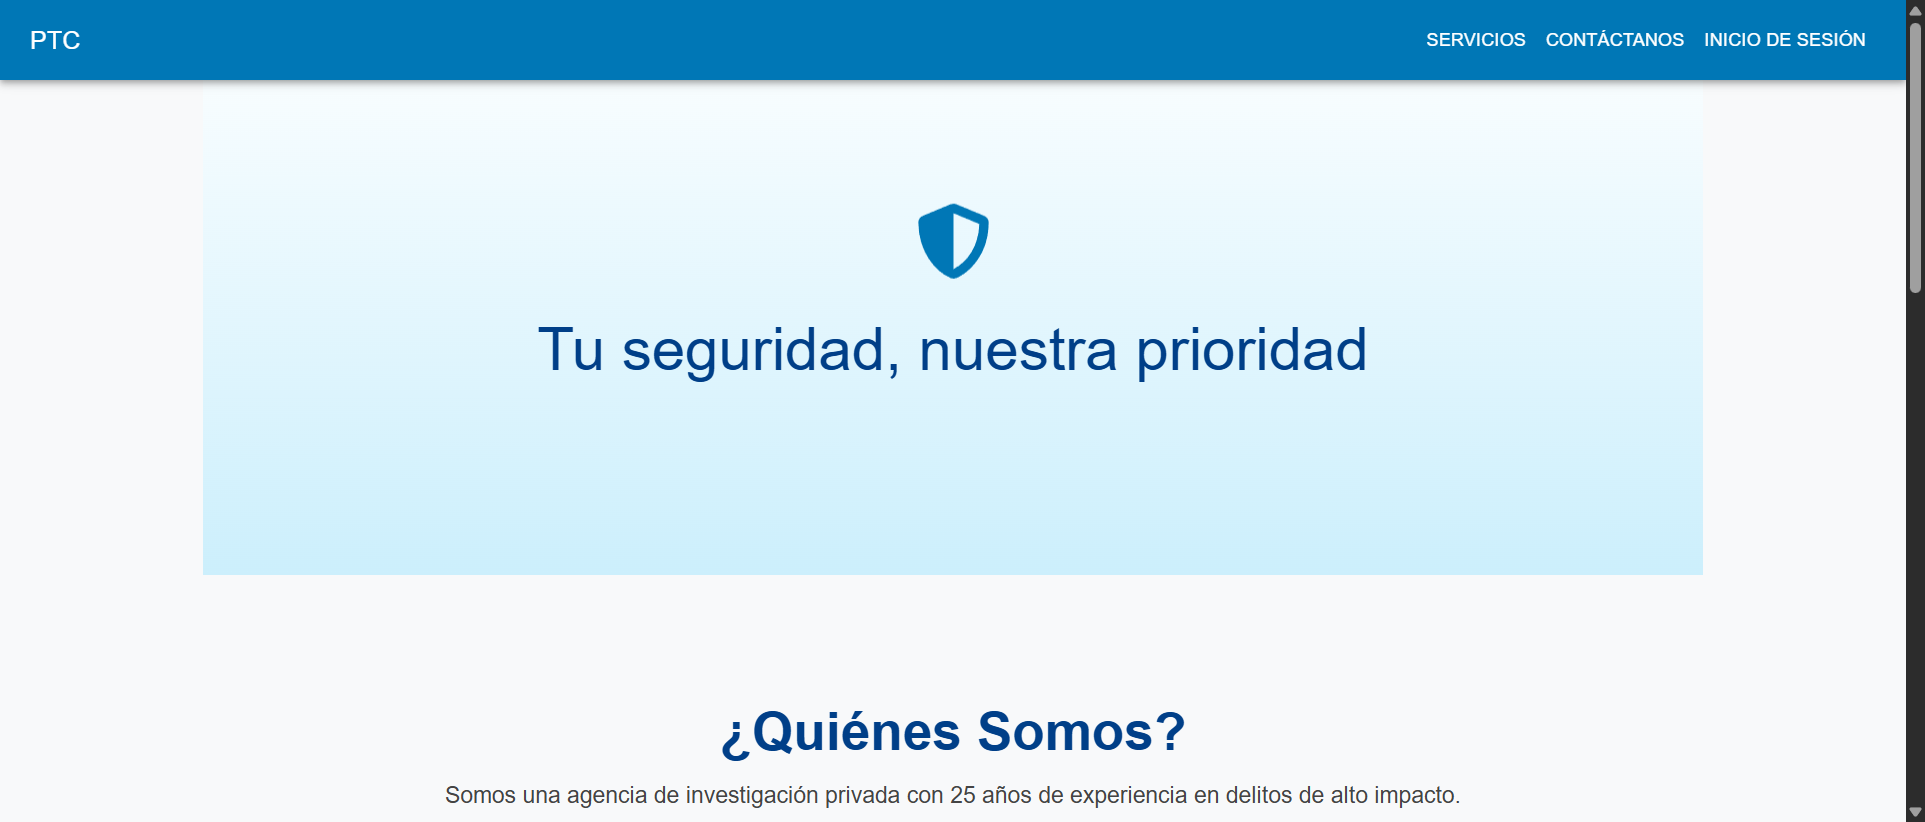 PTC
SERVICIOS CONTÁCTANOS INICIO DE SESIÓN
Tu seguridad, nuestra prioridad
¿Quiénes Somos?
Somos una agencia de investigación privada con 25 años de experiencia en delitos de alto impacto.